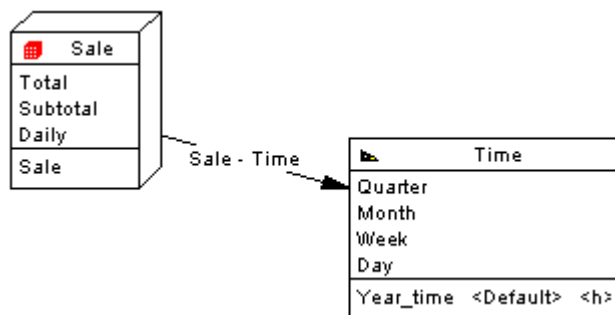 Sale
Total
Subtotal
Daily
Sale
Sale - Time
Time
Quarter
Month
Week
Day
Year_time <Default> <h>